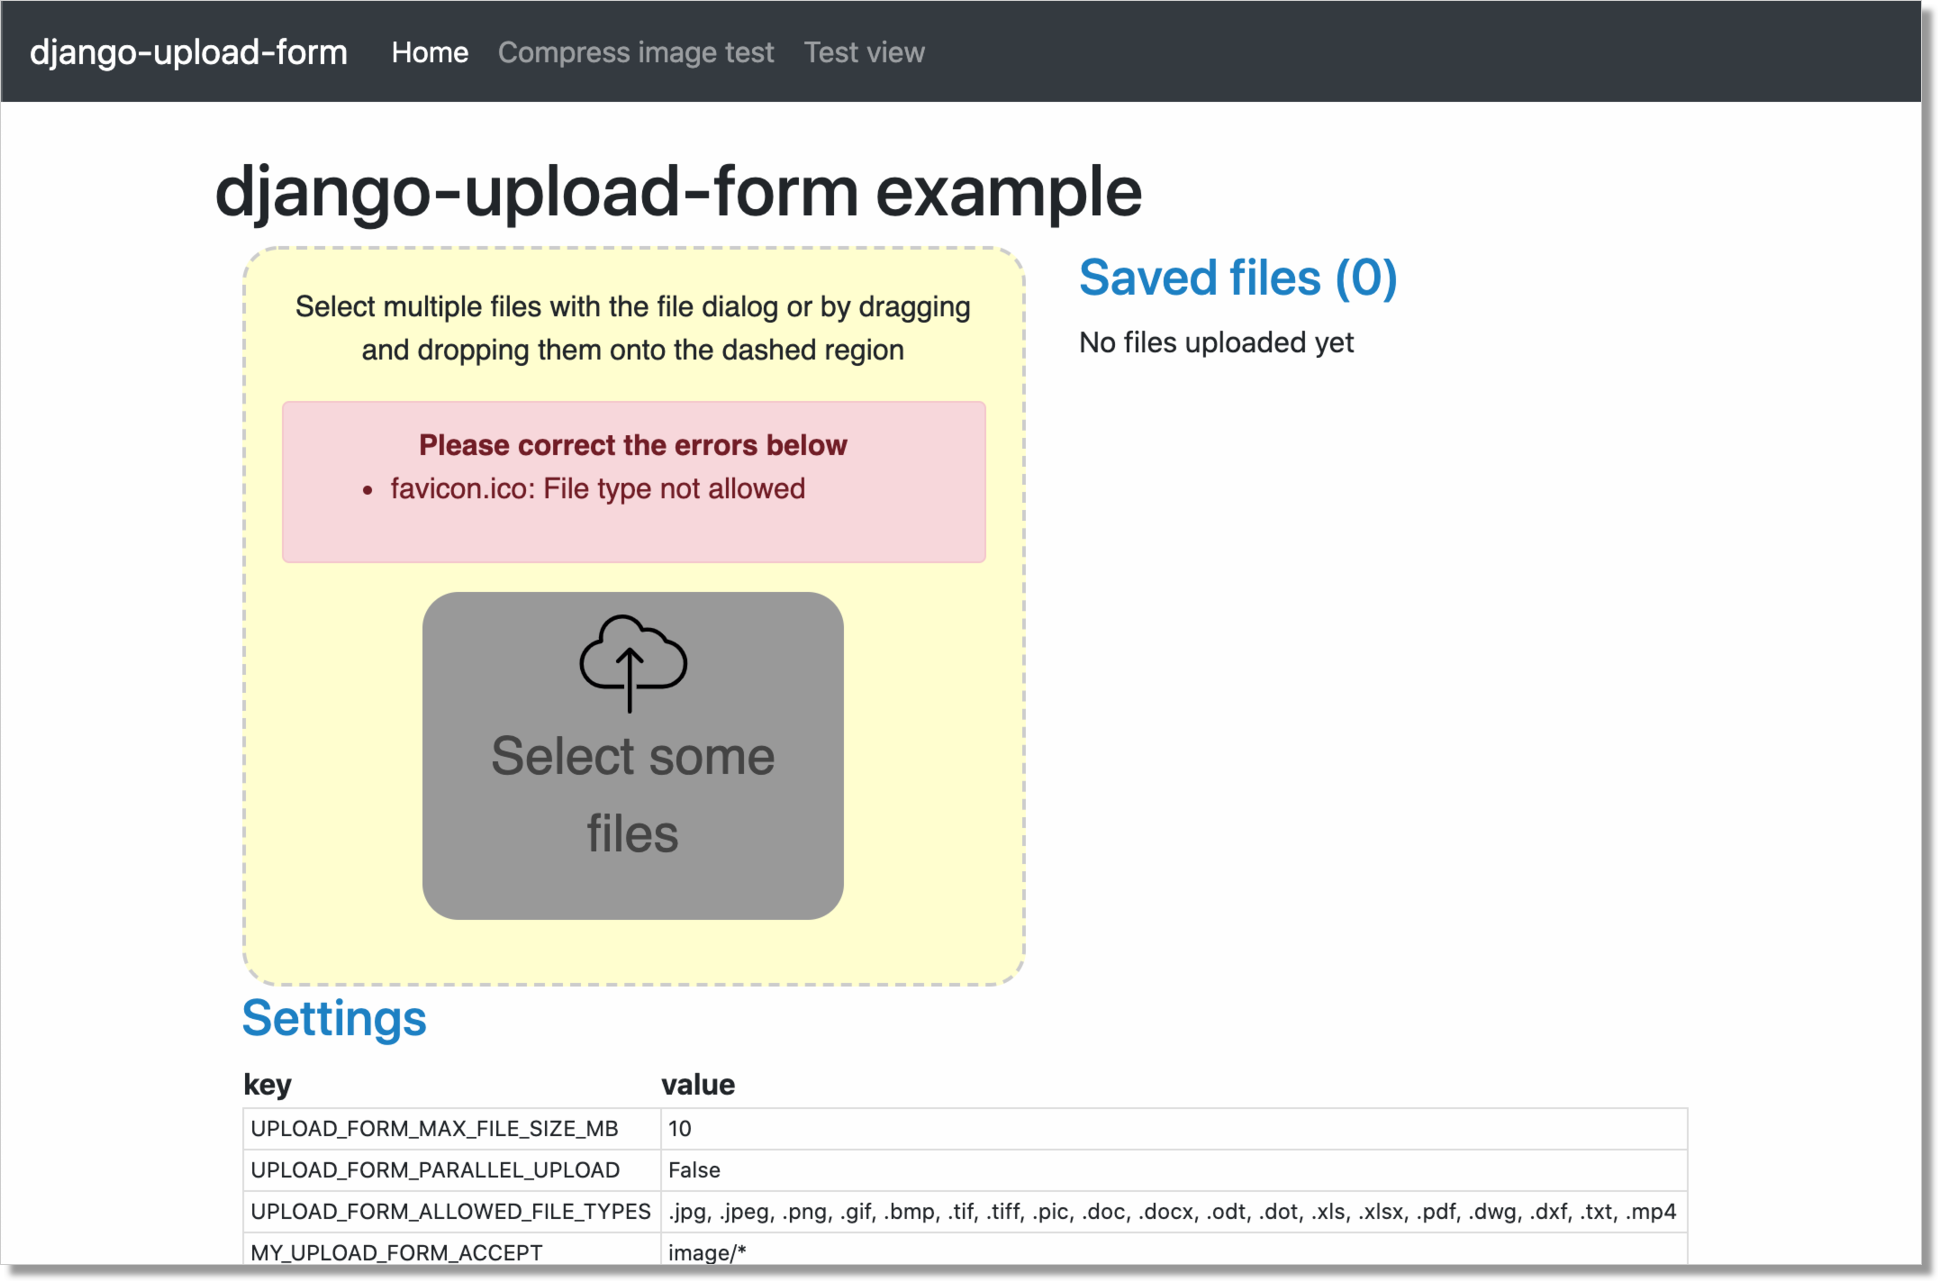 django-upload-form Home Compress image test Test view
django-upload-form example
Select multiple files with the file dialog or by dragging
and dropping them onto the dashed region
Please correct the errors below
• favicon.ico: File type not allowed
Select some
files
Saved files (0)
No files uploaded yet
Settings
key value
UPLOAD_FORM_MAX_FILE_SIZE_MB 10
UPLOAD_FORM_PARALLEL_UPLOAD False
UPLOAD_FORM_ALLOWED_FILE_TYPES .jpg, .jpeg, .png, .gif, .bmp, .tif, .tiff, .pic, .doc, .docx, .odt, .dot, .xls, .xlsx, .pdf, .dwg, .dxf, .txt, .mp4
MY_UPLOAD_FORM_ACCEPT image/*